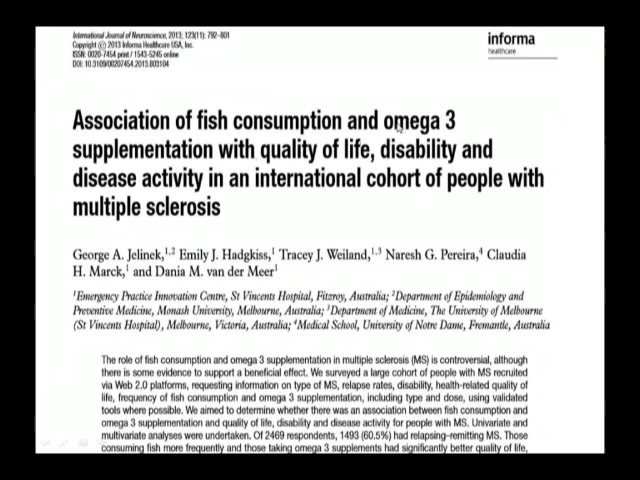 International Journal of Neuroscience, 2013; 123(11): 792–801
Copyright © 2013 Informa Healthcare USA, Inc.
ISSN: 0020-7454 print / 1543-5245 online
DOI: 10.3109/00207454.2013.803104
informa
healthcare
Association of fish consumption and omega 3
supplementation with quality of life, disability and
disease activity in an international cohort of people with
multiple sclerosis
George A. Jelinek,1,2 Emily J. Hadgkiss,1 Tracey J. Weiland,1,3 Naresh G. Pereira,4 Claudia
H. Marck,1 and Dania M. van der Meer1
1Emergency Practice Innovation Centre, St Vincents Hospital, Fitzroy, Australia; 2Department of Epidemiology and
Preventive Medicine, Monash University, Melbourne, Australia; 3Department of Medicine, The University of Melbourne
(St Vincents Hospital), Melbourne, Victoria, Australia; 4Medical School, University of Notre Dame, Fremantle, Australia
The role of fish consumption and omega 3 supplementation in multiple sclerosis (MS) is controversial, although
there is some evidence to support a beneficial effect. We surveyed a large cohort of people with MS recruited
via Web 2.0 platforms, requesting information on type of MS, relapse rates, disability, health-related quality of
life, frequency of fish consumption and omega 3 supplementation, including type and dose, using validated
tools where possible. We aimed to determine whether there was an association between fish consumption and
omega 3 supplementation and quality of life, disability and disease activity for people with MS. Univariate and
multivariate analyses were undertaken. Of 2469 respondents, 1493 (60.5%) had relapsing-remitting MS. Those
consuming fish more frequently and those taking omega 3 supplements had significantly better quality of life,